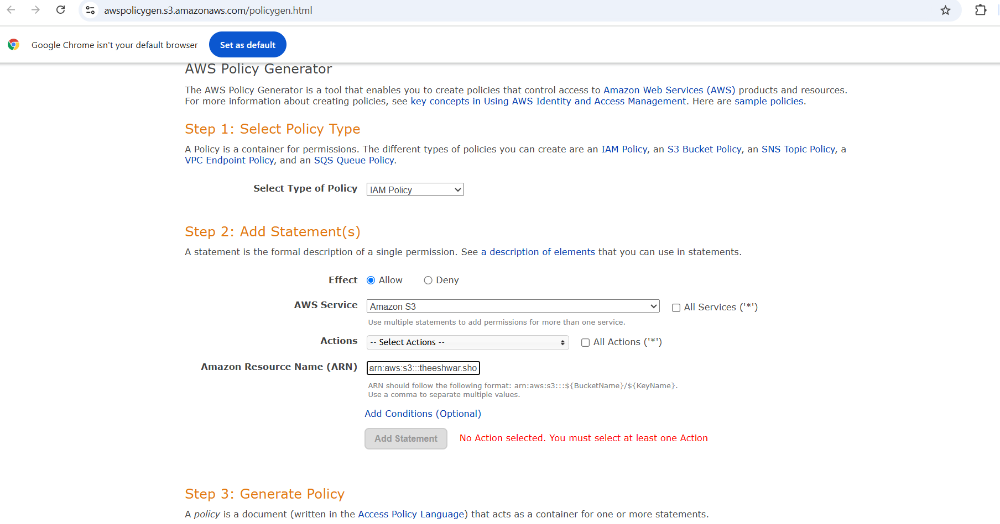 awspolicygen.s3.amazonaws.com/policygen.html
Google Chrome isn't your default browser
Set as default
AWS Policy Generator
The AWS Policy Generator is a tool that enables you to create policies that control access to Amazon Web Services (AWS) products and resources.
For more information about creating policies, see key concepts in Using AWS Identity and Access Management. Here are sample policies.
Step 1: Select Policy Type
A Policy is a container for permissions. The different types of policies you can create are an IAM Policy, an S3 Bucket Policy, an SNS Topic Policy, a
VPC Endpoint Policy, and an SQS Queue Policy.
Select Type of Policy IAM Policy
Step 2: Add Statement(s)
A statement is the formal description of a single permission. See a description of elements that you can use in statements.
Effect Allow Deny
AWS Service Amazon S3 All Services ('*')
Use multiple statements to add permissions for more than one service.
Actions -- Select Actions -- All Actions ('*')
Amazon Resource Name (ARN) arn:aws:s3:::theeshwar.sho
ARN should follow the following format: arn:aws:s3:::${BucketName}/${KeyName}.
Use a comma to separate multiple values.
Add Conditions (Optional)
Add Statement No Action selected. You must select at least one Action
Step 3: Generate Policy
A policy is a document (written in the Access Policy Language) that acts as a container for one or more statements.